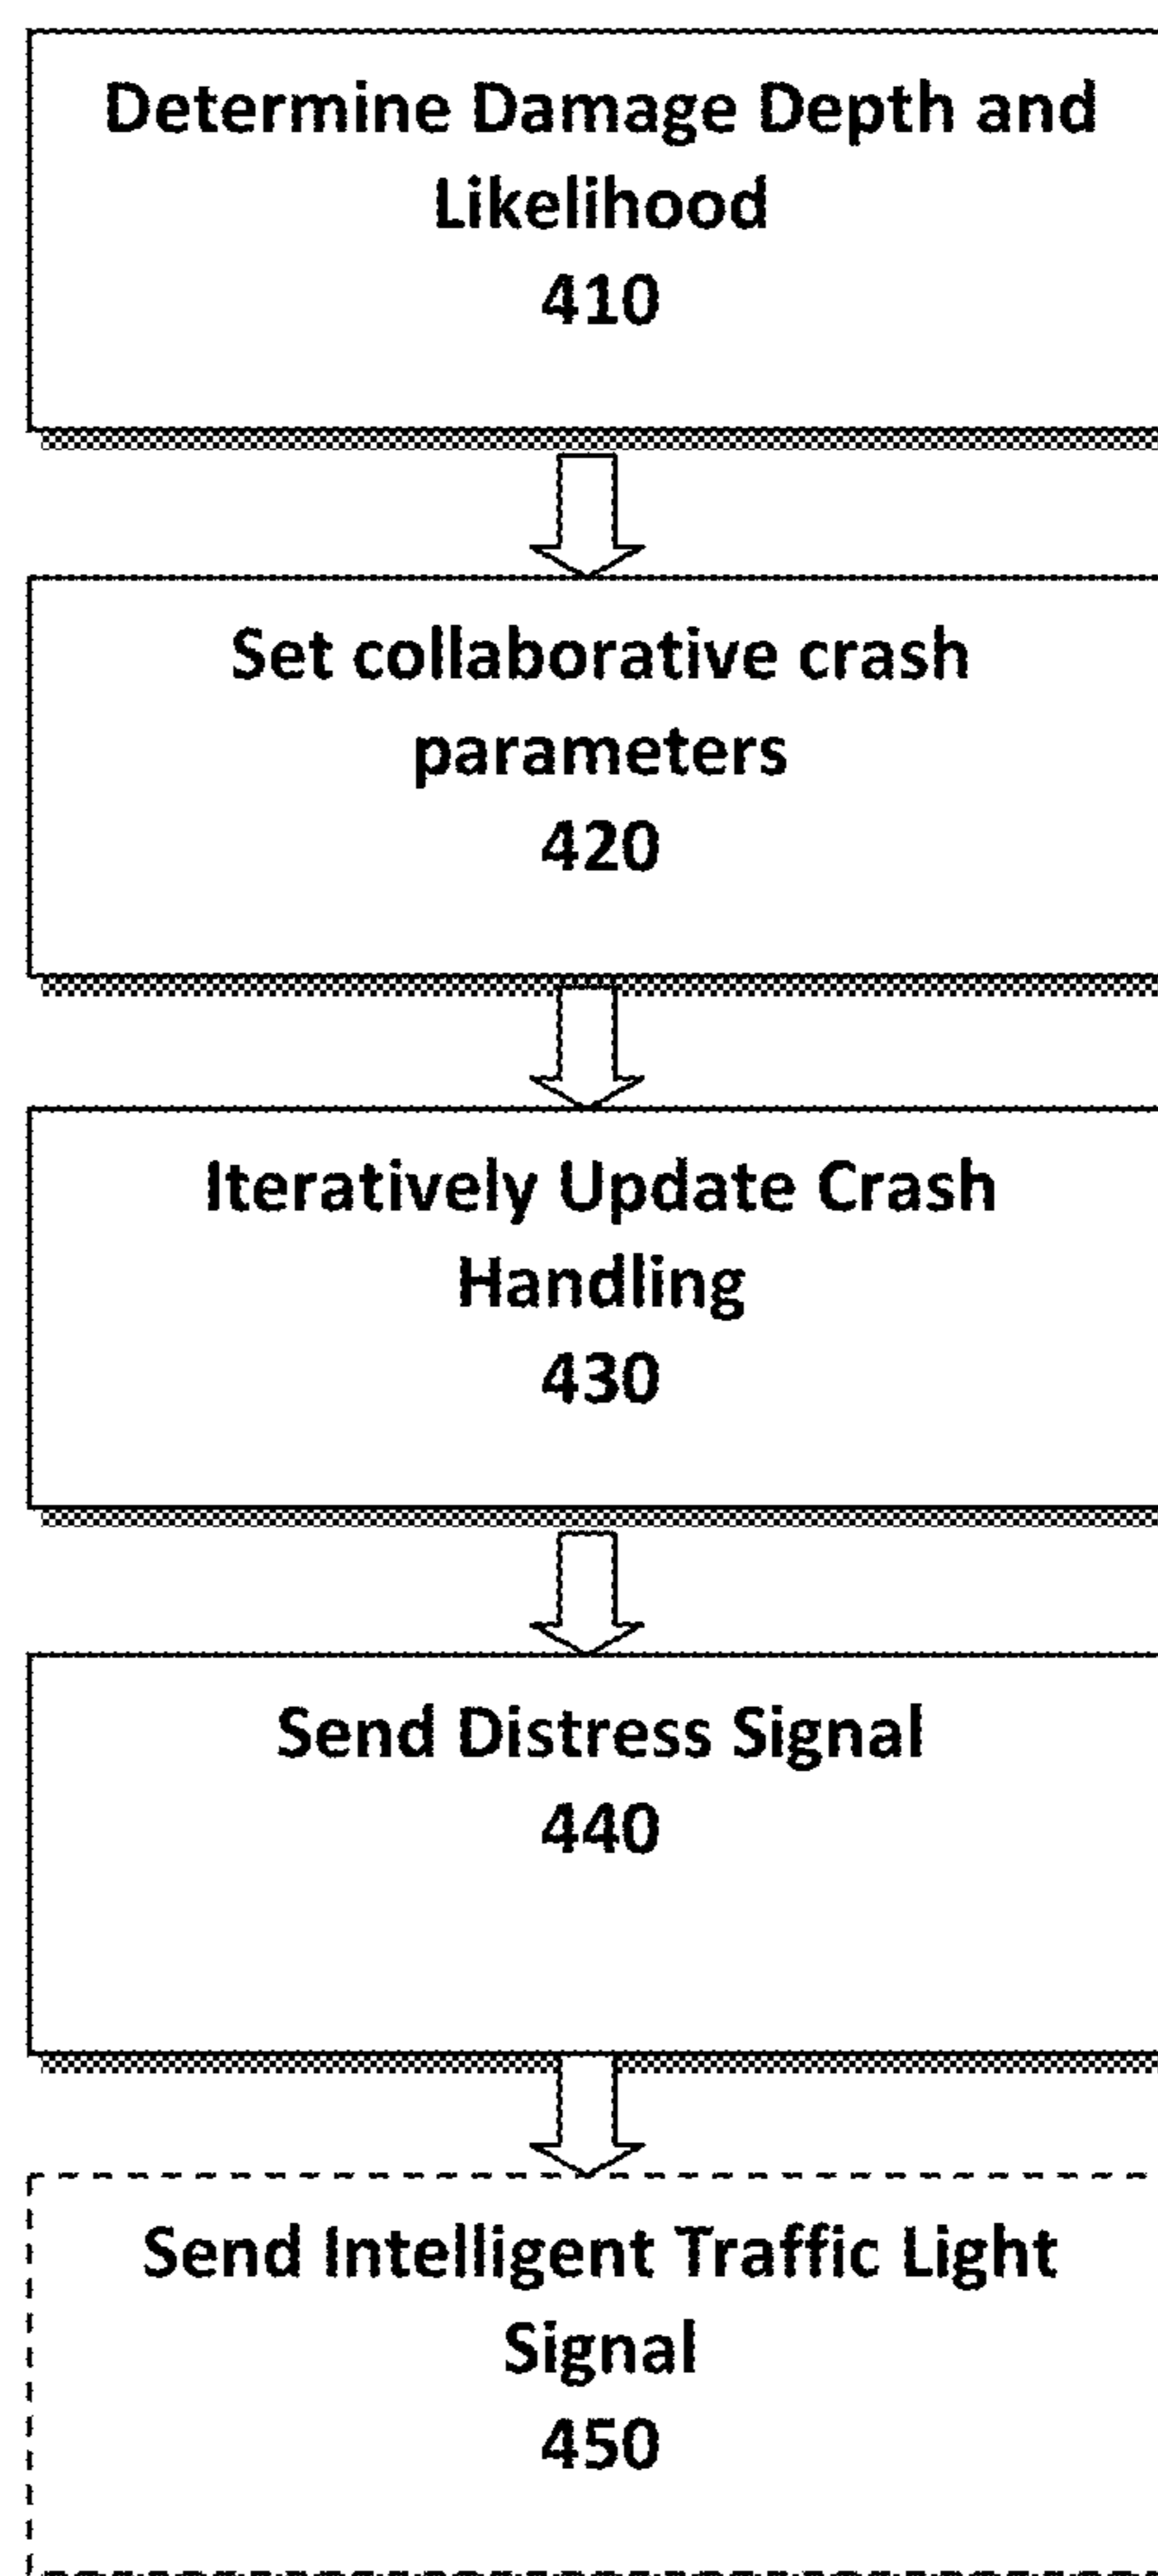 Determine Damage Depth and
Likelihood
410
Set collaborative crash
parameters
420
Iteratively Update Crash
Handling
430
Send Distress Signal
440
Send Intelligent Traffic Light
Signal
450